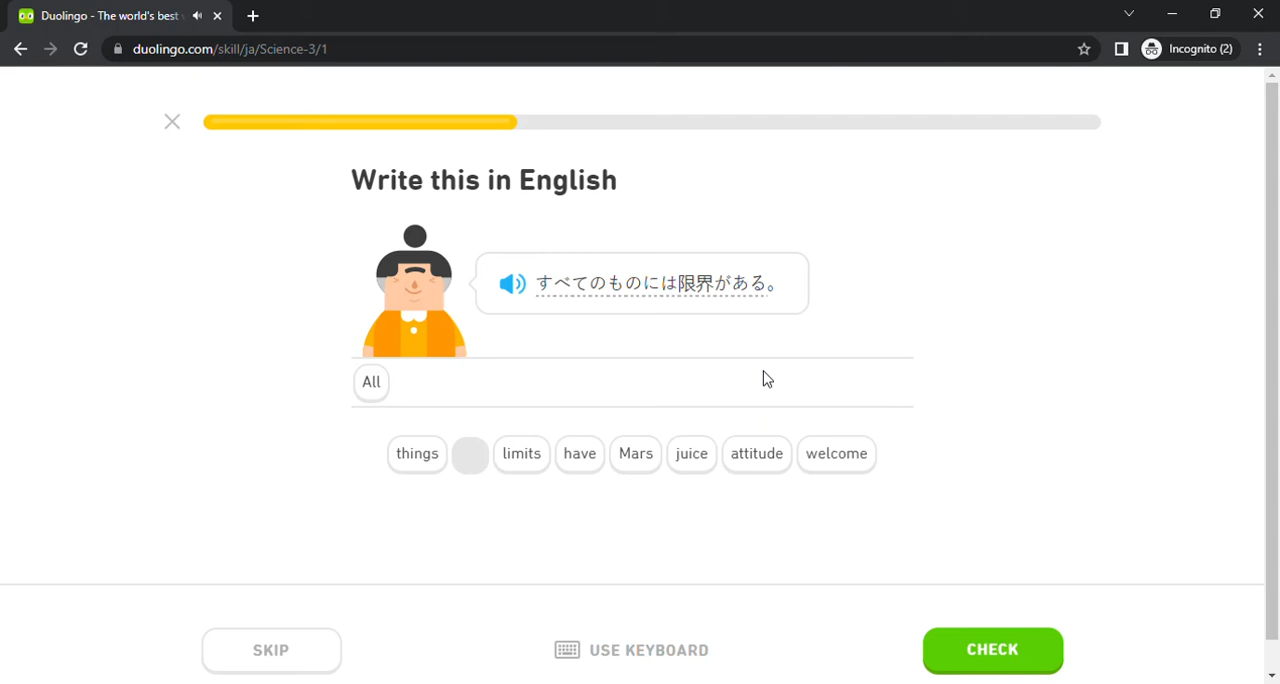 Duolingo - The world's best
duolingo.com/skill/ja/Science-3/1
Incognito (2)
Write this in English
すべてのものには限界がある。
All
things limits have Mars juice attitude welcome
SKIP USE KEYBOARD CHECK